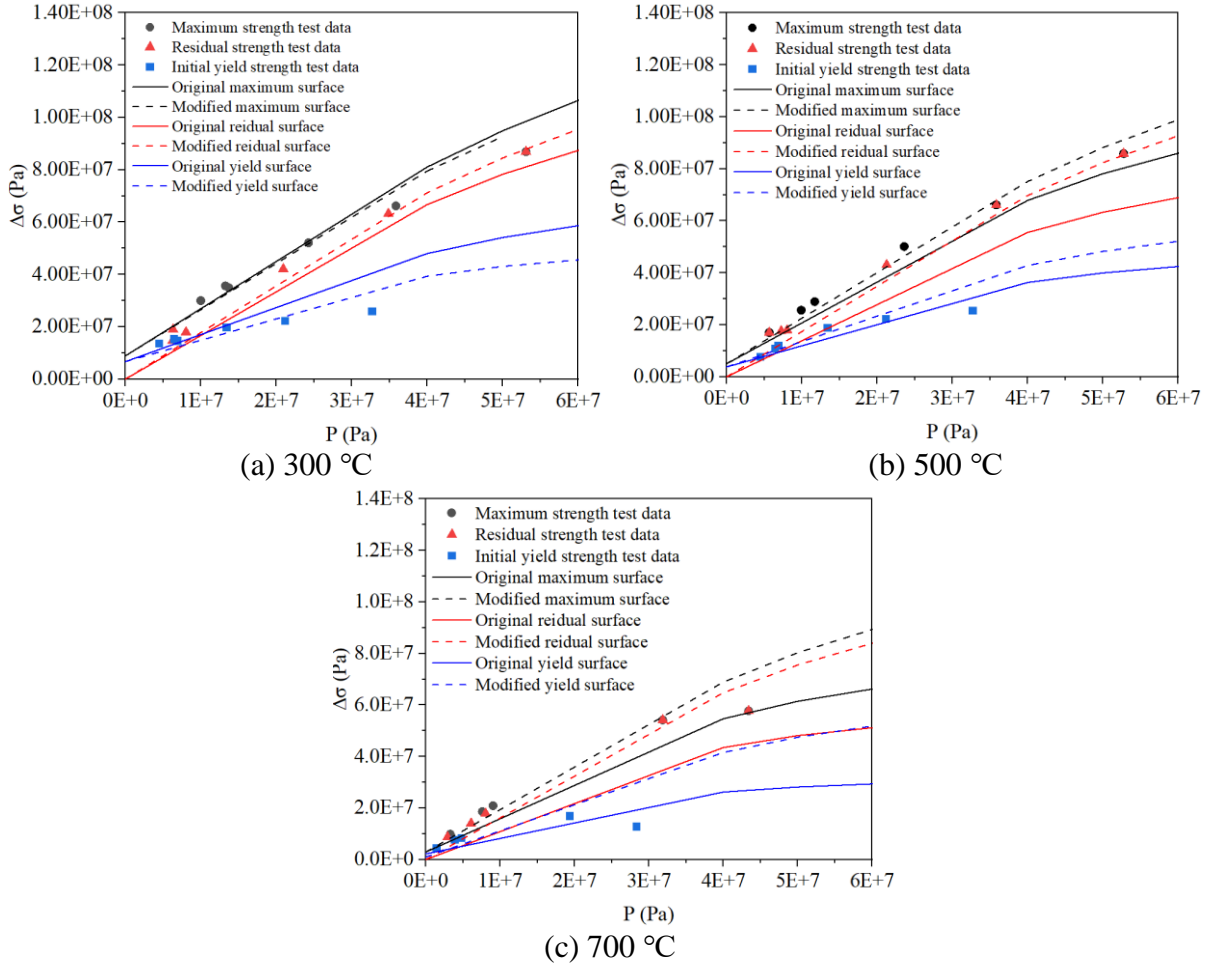 1.40E+08
1.20E+08
1.00E+08
8.00E+07
6.00E+07
4.00E+07
2.00E+07
0.00E+00
Δσ (Pa)
Maximum strength test data
Residual strength test data
Initial yield strength test data
Original maximum surface
Modified maximum surface
Original reidual surface
Modified reidual surface
Original yield surface
Modified yield surface
0E+0 1E+7 2E+7 3E+7 4E+7 5E+7 6E+7
P (Pa)
(a) 300 °C
1.40E+08
1.20E+08
1.00E+08
8.00E+07
6.00E+07
4.00E+07
2.00E+07
0.00E+00
Δσ (Pa)
Maximum strength test data
Residual strength test data
Initial yield strength test data
Original maximum surface
Modified maximum surface
Original reidual surface
Modified reidual surface
Original yield surface
Modified yield surface
0E+0 1E+7 2E+7 3E+7 4E+7 5E+7 6E+7
P (Pa)
(b) 500 °C
1.4E+8
1.2E+8
1.0E+8
8.0E+7
6.0E+7
4.0E+7
2.0E+7
0.0E+0
Δσ (Pa)
Maximum strength test data
Residual strength test data
Initial yield strength test data
Original maximum surface
Modified maximum surface
Original reidual surface
Modified reidual surface
Original yield surface
Modified yield surface
0E+0 1E+7 2E+7 3E+7 4E+7 5E+7 6E+7
P (Pa)
(c) 700 °C